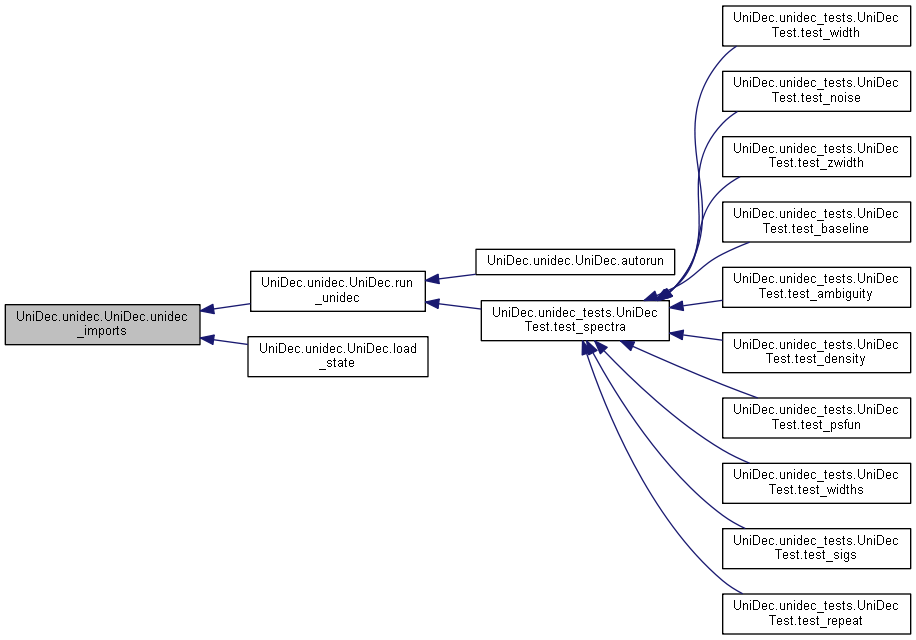 UniDec.unidec.UniDec.unidec
_imports
UniDec.unidec.UniDec.run
_unidec
UniDec.unidec.UniDec.load
_state
UniDec.unidec.UniDec.autorun
UniDec.unidec_tests.UniDec
Test.test_spectra
UniDec.unidec_tests.UniDec
Test.test_width
UniDec.unidec_tests.UniDec
Test.test_noise
UniDec.unidec_tests.UniDec
Test.test_zwidth
UniDec.unidec_tests.UniDec
Test.test_baseline
UniDec.unidec_tests.UniDec
Test.test_ambiguity
UniDec.unidec_tests.UniDec
Test.test_density
UniDec.unidec_tests.UniDec
Test.test_psfun
UniDec.unidec_tests.UniDec
Test.test_widths
UniDec.unidec_tests.UniDec
Test.test_sigs
UniDec.unidec_tests.UniDec
Test.test_repeat